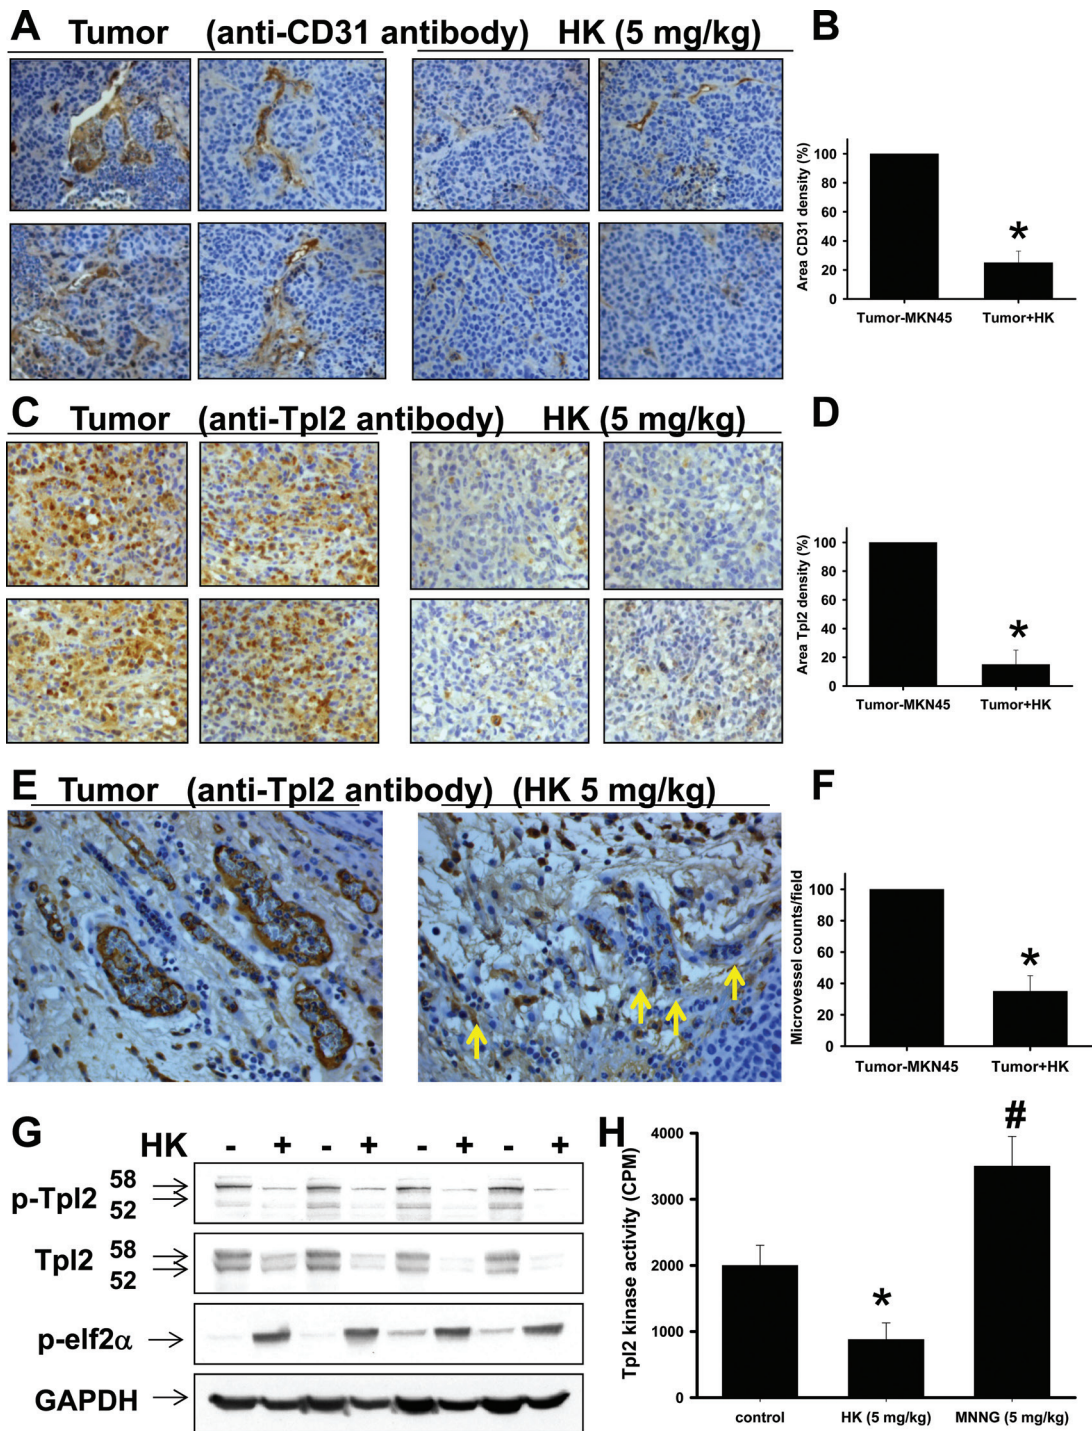 A Tumor (anti-CD31 antibody) HK (5 mg/kg)
B
Area CD31 density (%)
100
80
60
40
20
0
*
Tumor-MKN45 Tumor+HK
C Tumor (anti-Tpl2 antibody) HK (5 mg/kg)
D
Area Tpl2 density (%)
100
80
60
40
20
0
*
Tumor-MKN45 Tumor+HK
E Tumor (anti-Tpl2 antibody) (HK 5 mg/kg)
F
Microvessel counts/field
100
80
60
40
20
0
*
Tumor-MKN45 Tumor+HK
G
HK - + - + - + - +
p-Tpl2 58
52
Tpl2 58
52
p-elf2α
GAPDH
H
Tpl2 kinase activity (CPM)
4000
3000
2000
1000
0
*
#
control HK (5 mg/kg) MNNG (5 mg/kg)